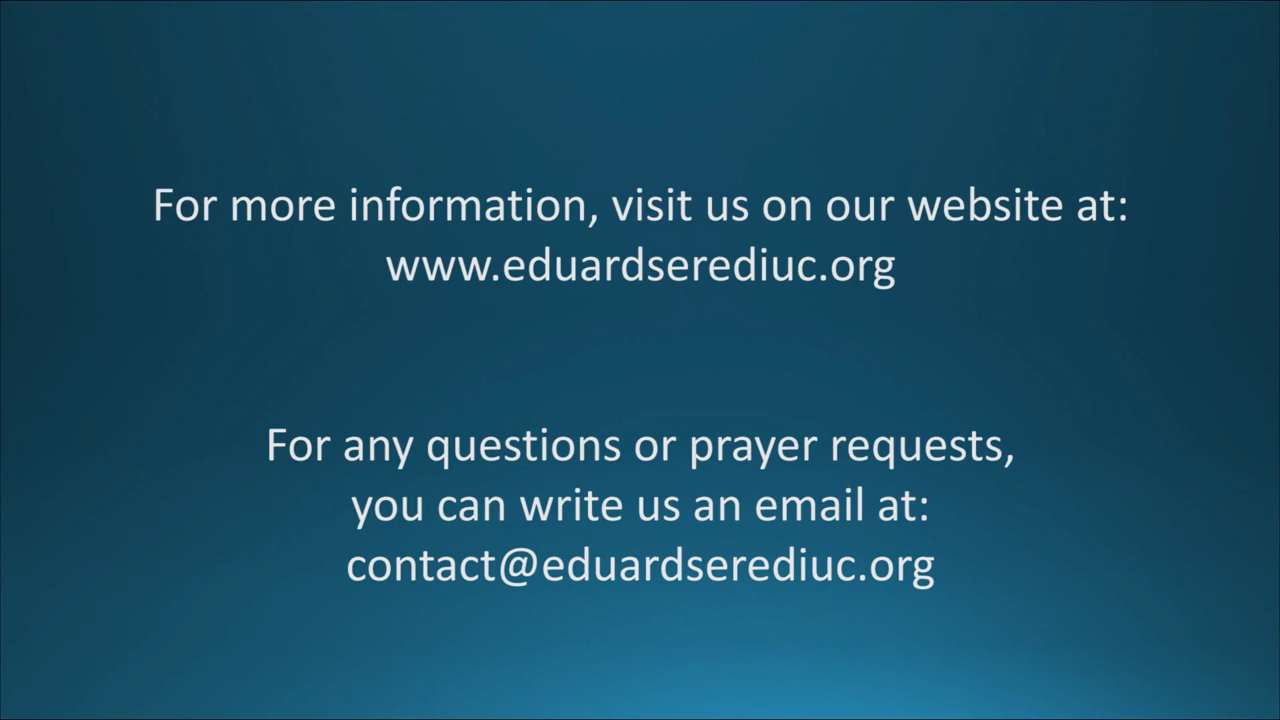 For more information, visit us on our website at:
www.eduardserediuc.org
For any questions or prayer requests,
you can write us an email at:
contact@eduardserediuc.org